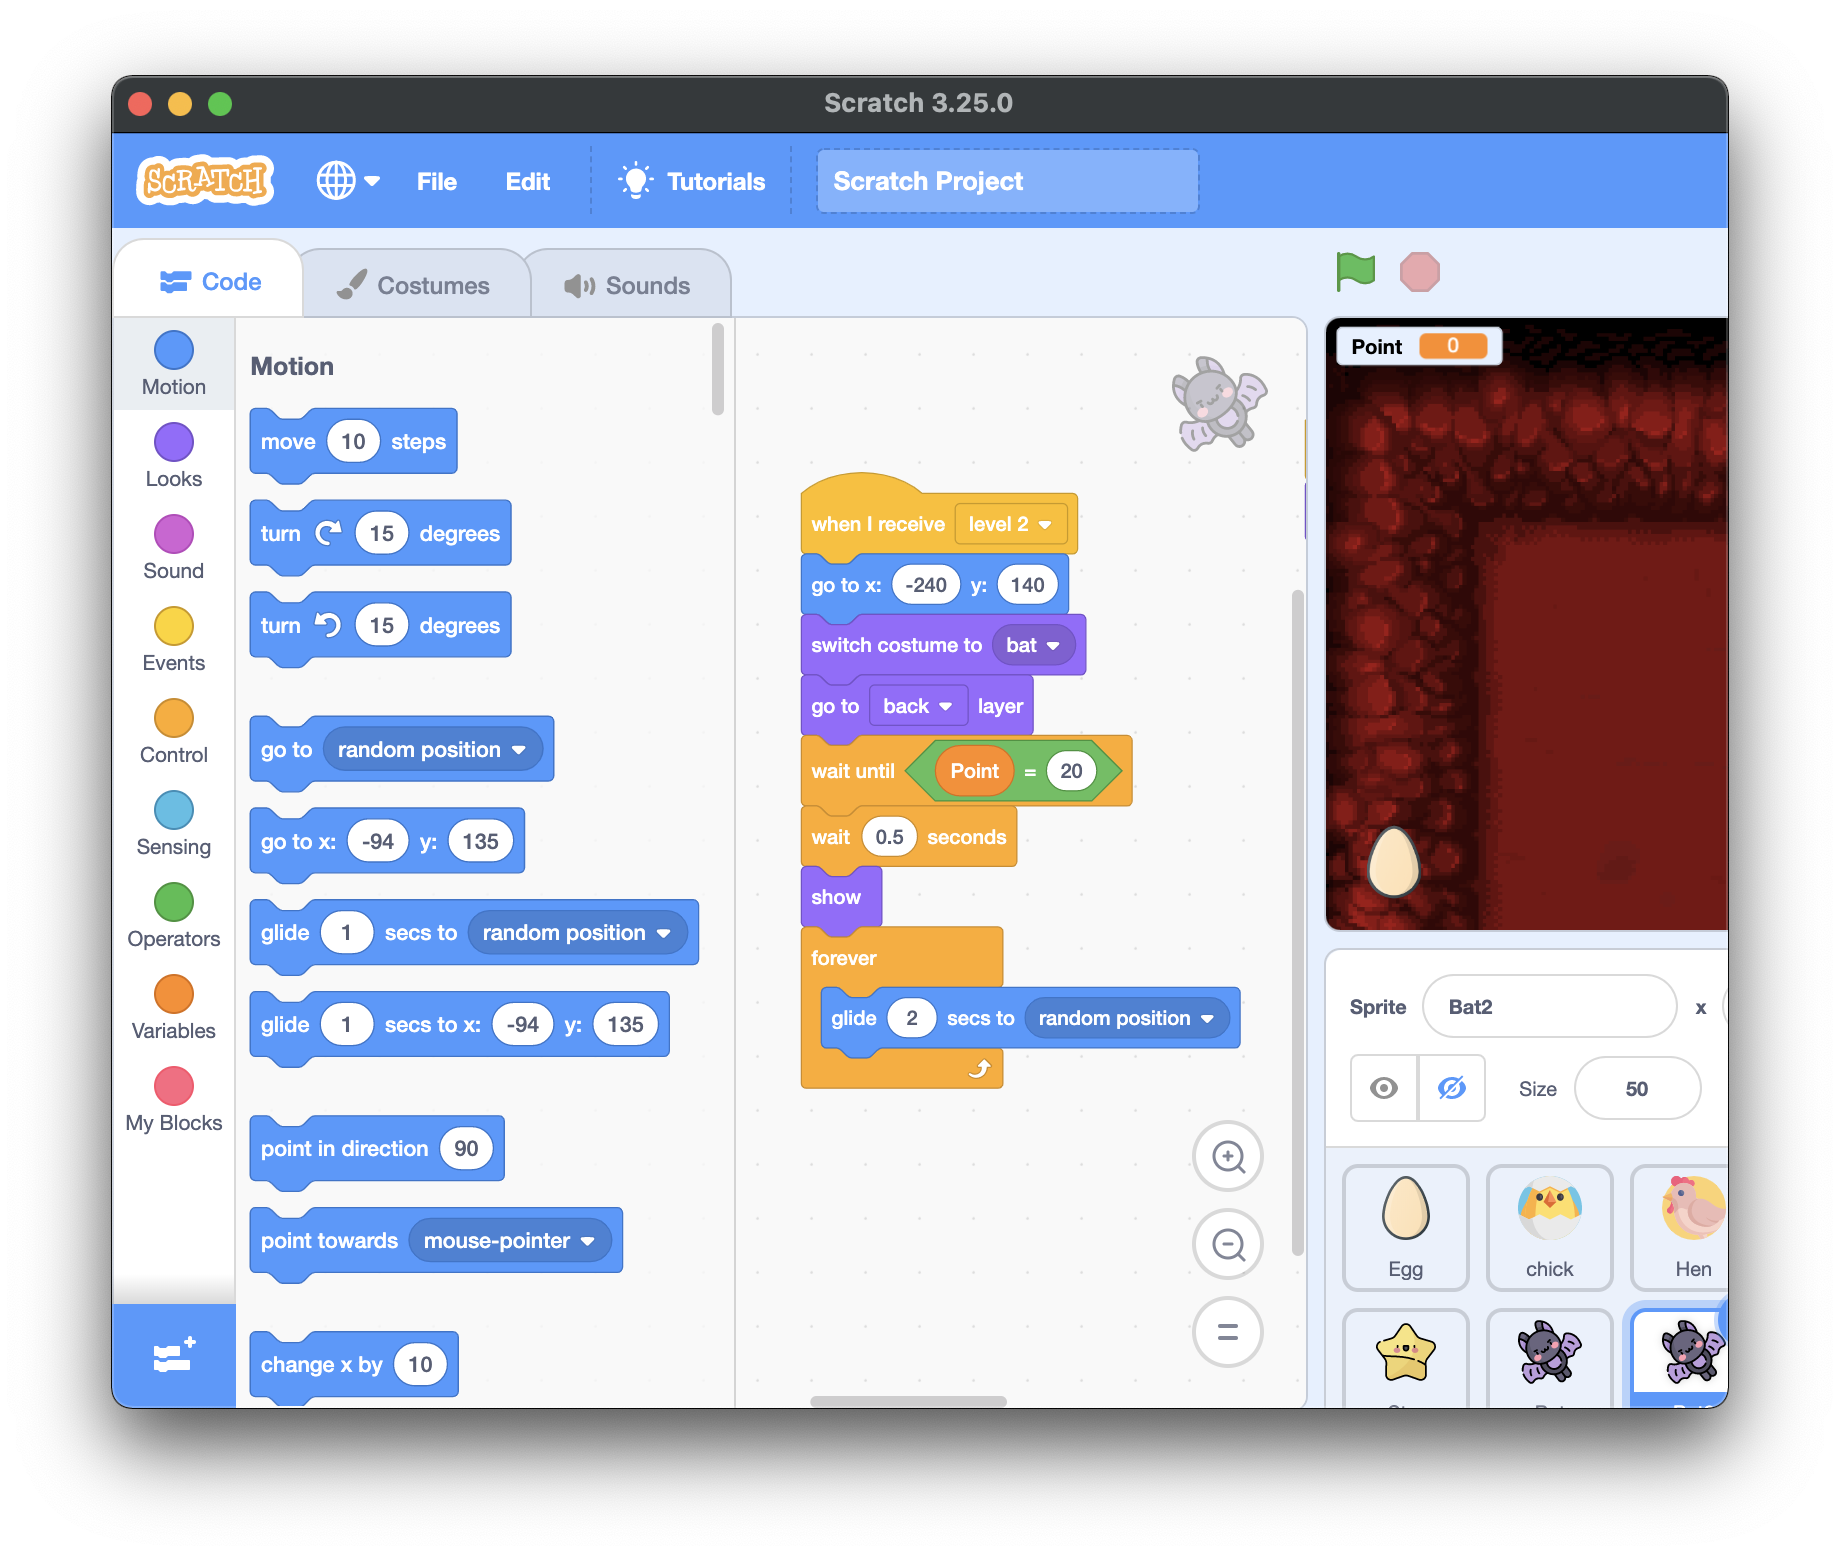 Scratch 3.25.0
SCRATCH
File
Edit
Tutorials
Scratch Project
Code
Costumes
Sounds
Motion
Looks
Sound
Events
Control
Sensing
Operators
Variables
My Blocks
Motion
move 10 steps
turn 15 degrees
turn 15 degrees
go to random position
go to x: -94 y: 135
glide 1 secs to random position
glide 1 secs to x: -94 y: 135
point in direction 90
point towards mouse-pointer
change x by 10
when I receive level 2
go to x: -240 y: 140
switch costume to bat
go to back layer
wait until Point = 20
wait 0.5 seconds
show
forever
glide 2 secs to random position
Point 0
Sprite Bat2 x
Size 50
Egg
chick
Hen